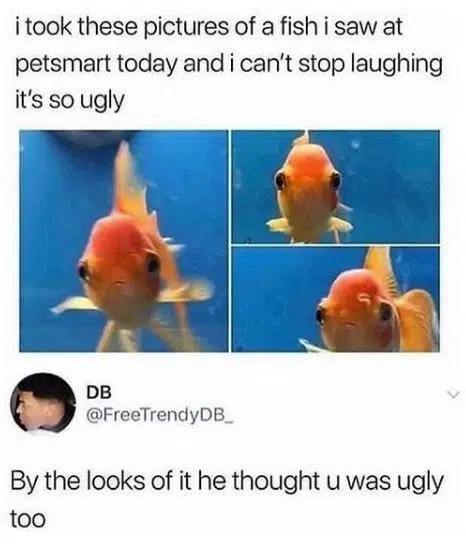 i took these pictures of a fish i saw at
petsmart today and i can't stop laughing
it's so ugly
DB
@FreeTrendyDB_
By the looks of it he thought u was ugly
too